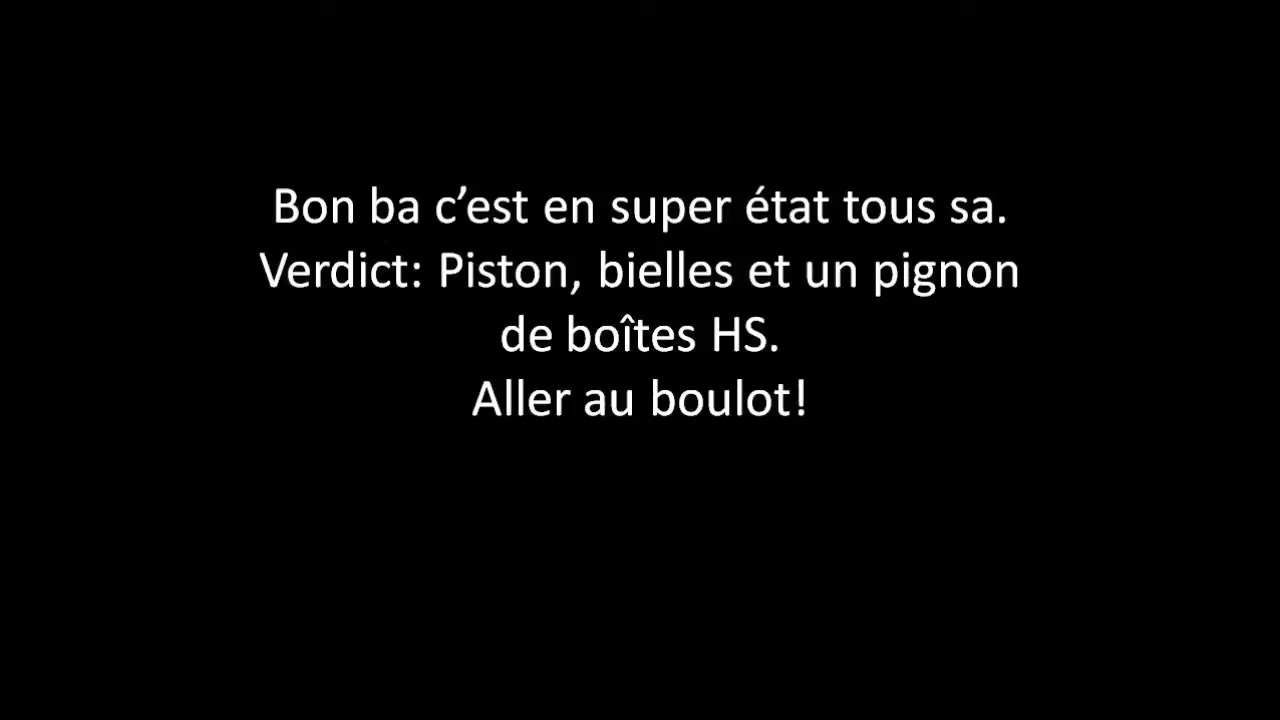 Bon ba c’est en super état tous sa.
Verdict: Piston, bielles et un pignon
de boîtes HS.
Aller au boulot!